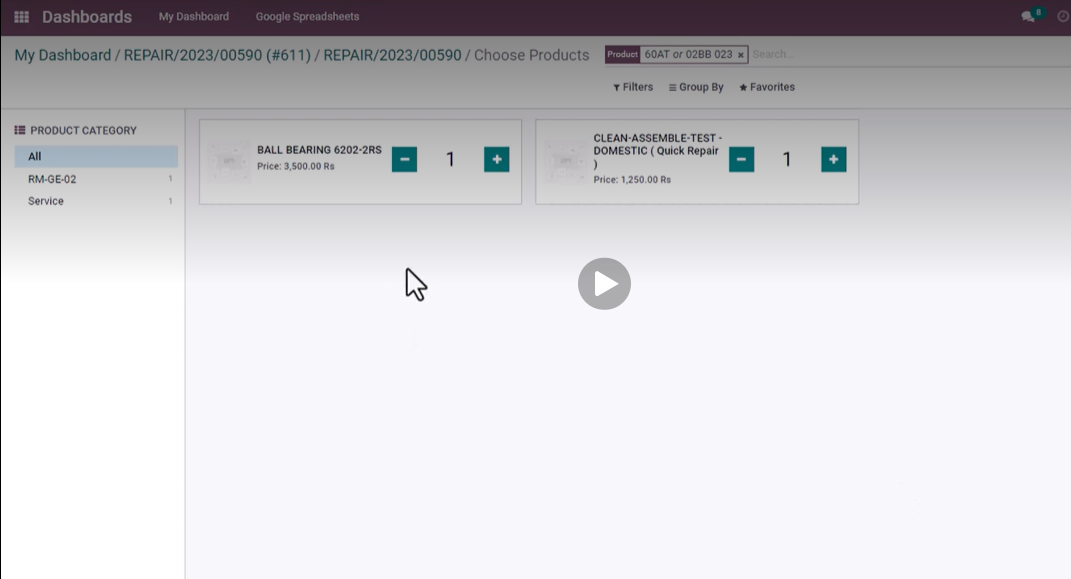 Dashboards My Dashboard Google Spreadsheets 8
My Dashboard / REPAIR/2023/00590 (#611) / REPAIR/2023/00590 / Choose Products Product 60AT or 02BB 023 × Search...
Filters Group By Favorites
PRODUCT CATEGORY
All
RM-GE-02 1
Service 1
BALL BEARING 6202-2RS
Price: 3,500.00 Rs
− 1 +
CLEAN-ASSEMBLE-TEST -
DOMESTIC ( Quick Repair
)
Price: 1,250.00 Rs
− 1 +